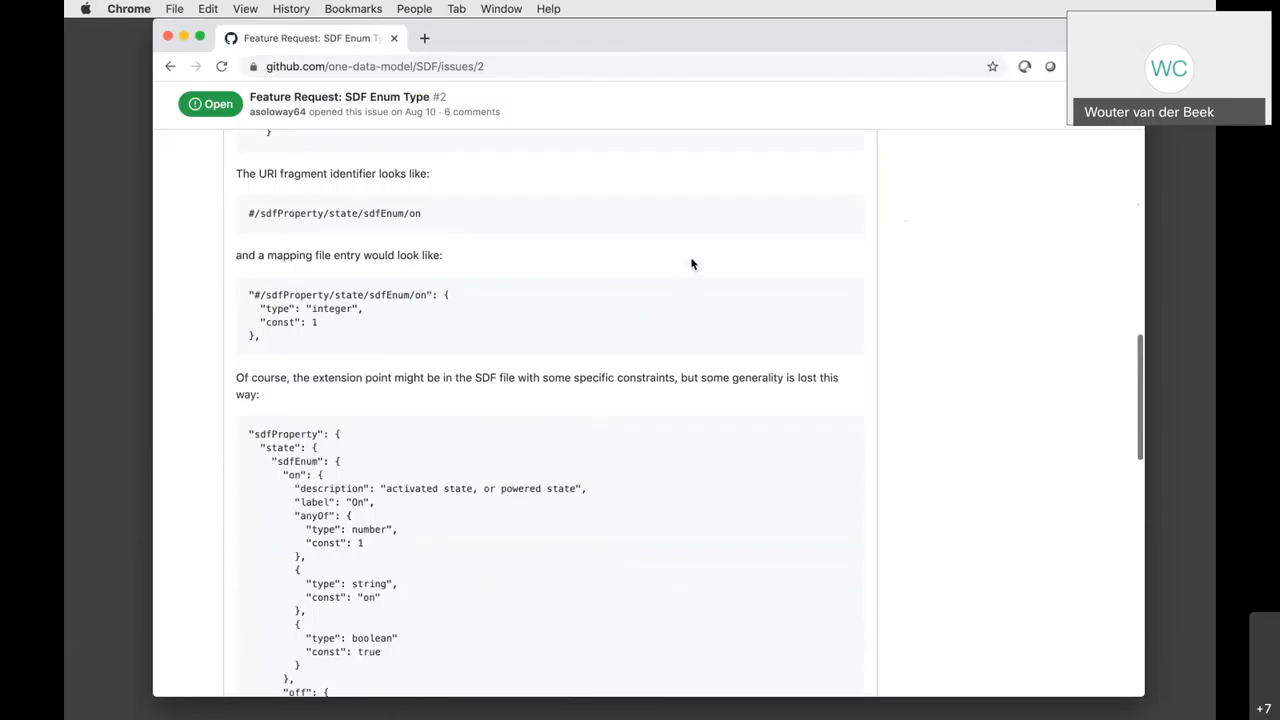 Chrome File Edit View History Bookmarks People Tab Window Help
Feature Request: SDF Enum Ty
github.com/one-data-model/SDF/issues/2
WC
Wouter van der Beek
Open
Feature Request: SDF Enum Type #2
asoloway64 opened this issue on Aug 10 · 6 comments
}
The URI fragment identifier looks like:
#/sdfProperty/state/sdfEnum/on
and a mapping file entry would look like:
"#/sdfProperty/state/sdfEnum/on": {
"type": "integer",
"const": 1
},
Of course, the extension point might be in the SDF file with some specific constraints, but some generality is lost this
way:
"sdfProperty": {
"state": {
"sdfEnum": {
"on": {
"description": "activated state, or powered state",
"label": "On",
"anyOf": {
"type": number",
"const": 1
},
{
"type": string",
"const": "on"
},
{
"type": boolean"
"const": true
}
},
"off": {
+7